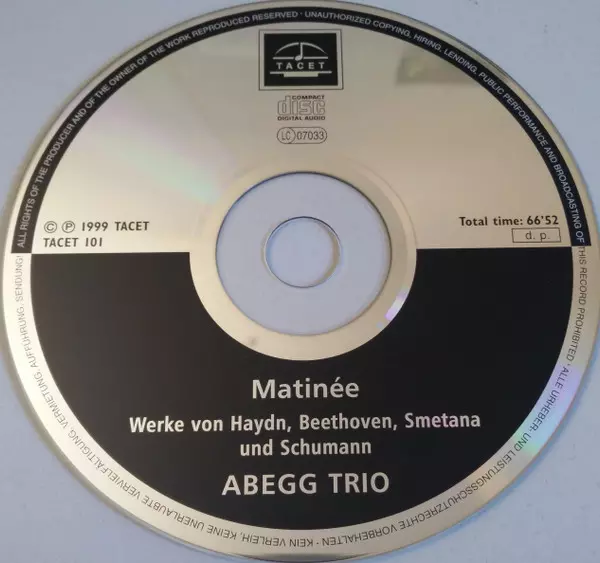 ALL RIGHTS OF THE PRODUCER AND OF THE OWNER OF THE WORK REPRODUCED RESERVED · UNAUTHORIZED COPYING, HIRING, LENDING, PUBLIC PERFORMANCE AND BROADCASTING OF THIS RECORD PROHIBITED · ALLE URHEBER- UND LEISTUNGSSCHUTZRECHTE VORBEHALTEN · KEIN VERLEIH, KEINE UNERLAUBTE VERVIELFÄLTIGUNG, VERMIETUNG, AUFFÜHRUNG, SENDUNG!
TACET
COMPACT
disc
DIGITAL AUDIO
LC 07033
© ℗ 1999 TACET
TACET 101
Total time: 66'52
d. p.
Matinée
Werke von Haydn, Beethoven, Smetana
und Schumann
ABEGG TRIO